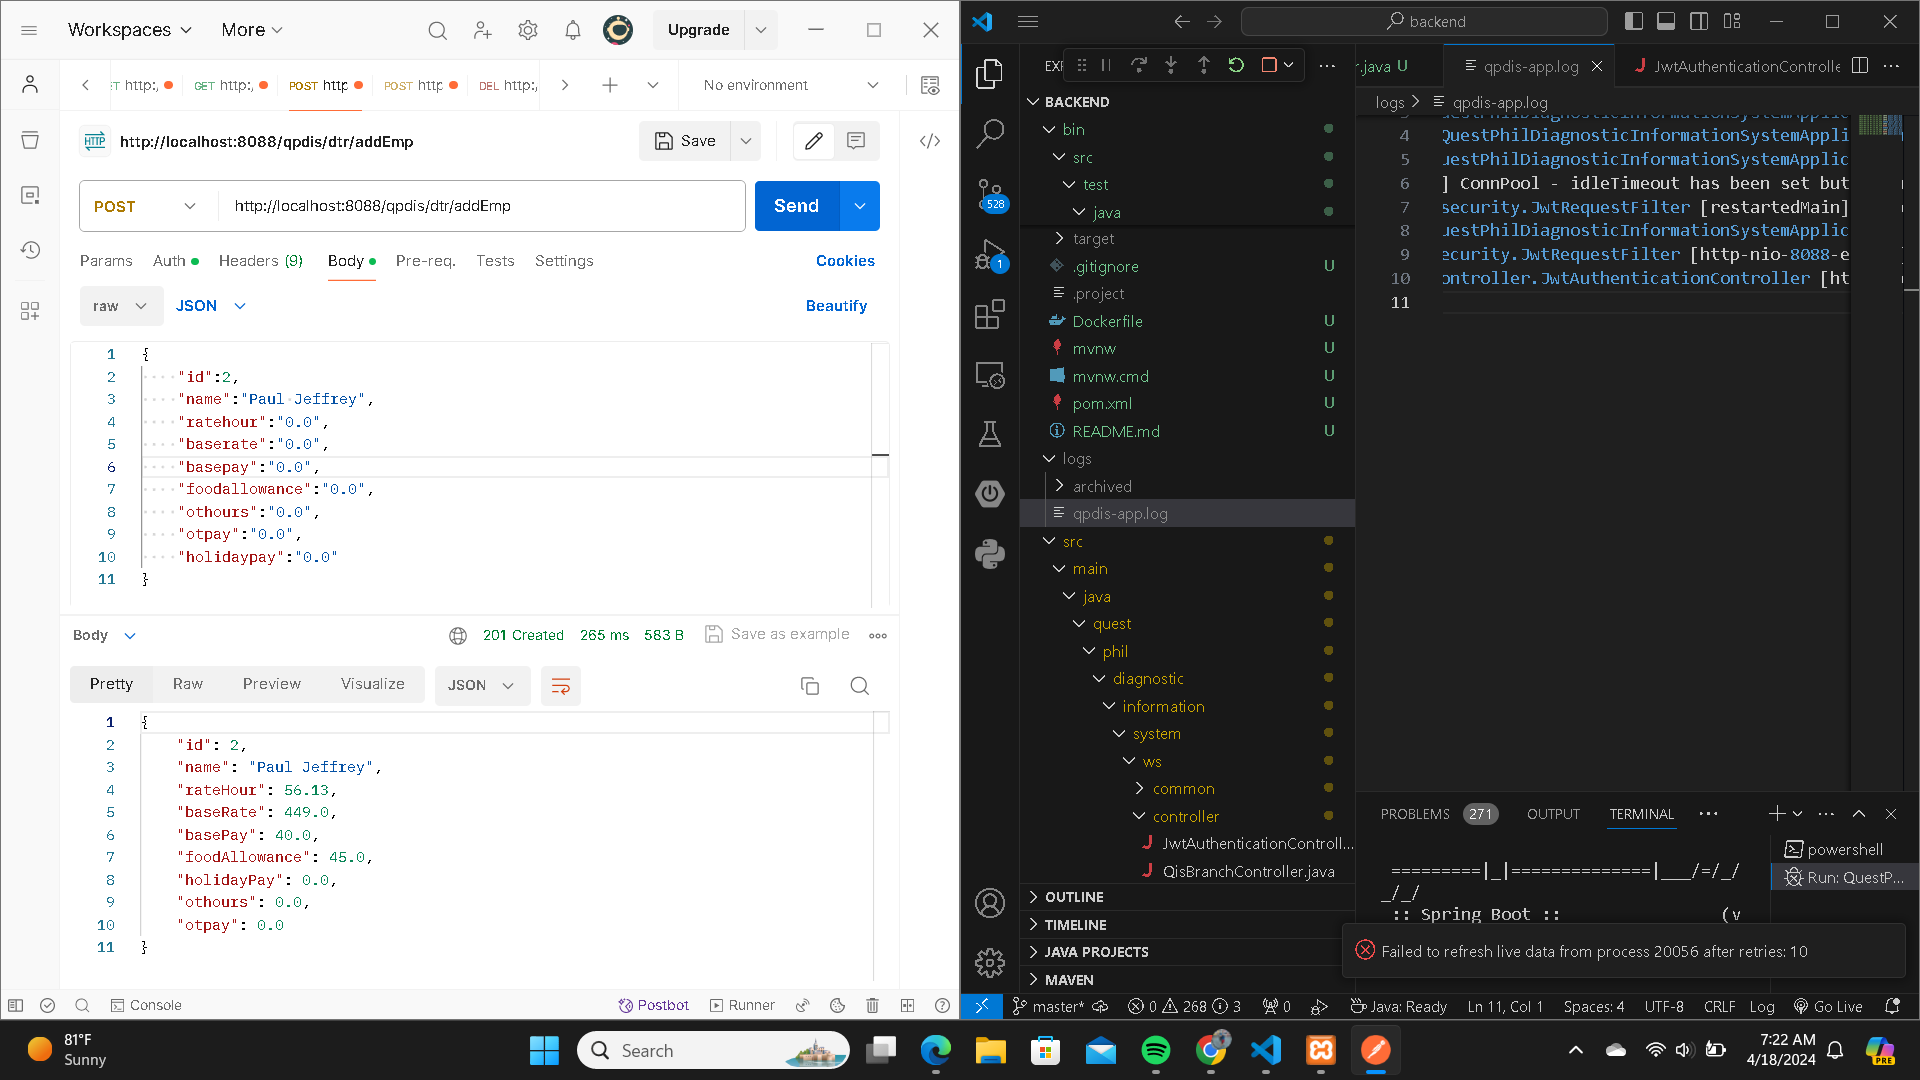 Workspaces More Upgrade
GET http:, POST http POST http DEL http:, No environment
HTTP http://localhost:8088/qpdis/dtr/addEmp Save
POST http://localhost:8088/qpdis/dtr/addEmp Send
Params Auth Headers (9) Body Pre-req. Tests Settings Cookies
raw JSON Beautify
1 {
2 "id":2,
3 "name":"Paul Jeffrey",
4 "ratehour":"0.0",
5 "baserate":"0.0",
6 "basepay":"0.0",
7 "foodallowance":"0.0",
8 "othours":"0.0",
9 "otpay":"0.0",
10 "holidaypay":"0.0"
11 }
Body 201 Created 265 ms 583 B Save as example
Pretty Raw Preview Visualize JSON
1 {
2 "id": 2,
3 "name": "Paul Jeffrey",
4 "rateHour": 56.13,
5 "baseRate": 449.0,
6 "basePay": 40.0,
7 "foodAllowance": 45.0,
8 "holidayPay": 0.0,
9 "othours": 0.0,
10 "otpay": 0.0
11 }
Console Postbot Runner
backend
528
1
BACKEND
bin
src
test
java
target
.gitignore U
.project
Dockerfile U
mvnw U
mvnw.cmd U
pom.xml U
README.md U
logs
archived
qpdis-app.log
src
main
java
quest
phil
diagnostic
information
system
ws
common
controller
JwtAuthenticationControll...
QisBranchController.java
OUTLINE
TIMELINE
JAVA PROJECTS
MAVEN
r.java U qpdis-app.log JwtAuthenticationControlle
logs > qpdis-app.log
4 QuestPhilDiagnosticInformationSystemApplic
5 uestPhilDiagnosticInformationSystemApplic
6 ] ConnPool - idleTimeout has been set but
7 security.JwtRequestFilter [restartedMain]
8 uestPhilDiagnosticInformationSystemApplic
9 ecurity.JwtRequestFilter [http-nio-8088-e
10 ontroller.JwtAuthenticationController [ht
11
PROBLEMS 271 OUTPUT TERMINAL
powershell
Run: QuestP...
=========|_|==============|___/=/_/
_/_/
:: Spring Boot :: (v
Failed to refresh live data from process 20056 after retries: 10
master* 0 268 3 0 Java: Ready Ln 11, Col 1 Spaces: 4 UTF-8 CRLF Log Go Live
81°F
Sunny
Search
7:22 AM
4/18/2024
PRE